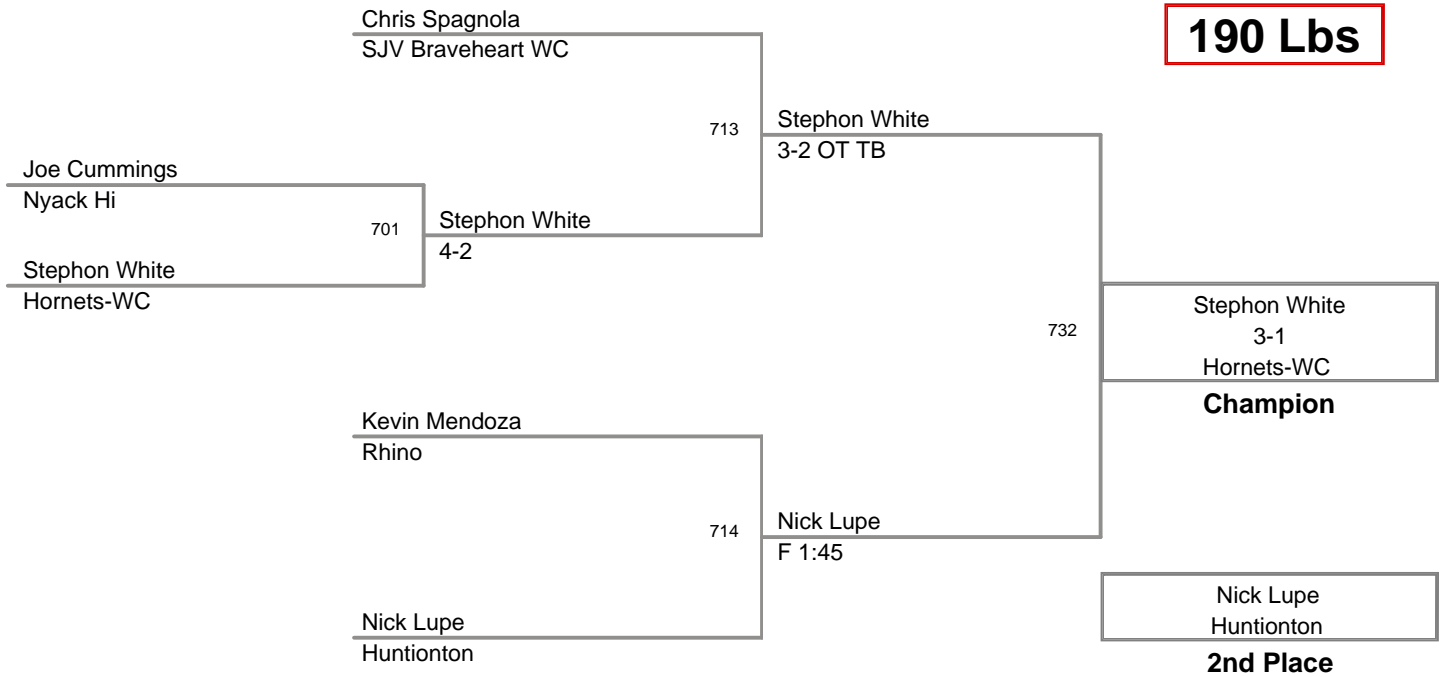 Chris Spagnola
SJV Braveheart WC
190 Lbs
713
Stephon White
3-2 OT TB
Joe Cummings
Nyack Hi
701
Stephon White
4-2
Stephon White
Hornets-WC
732
Stephon White
3-1
Hornets-WC
Champion
Kevin Mendoza
Rhino
714
Nick Lupe
F 1:45
Nick Lupe
Huntionton
Nick Lupe
Huntionton
2nd Place